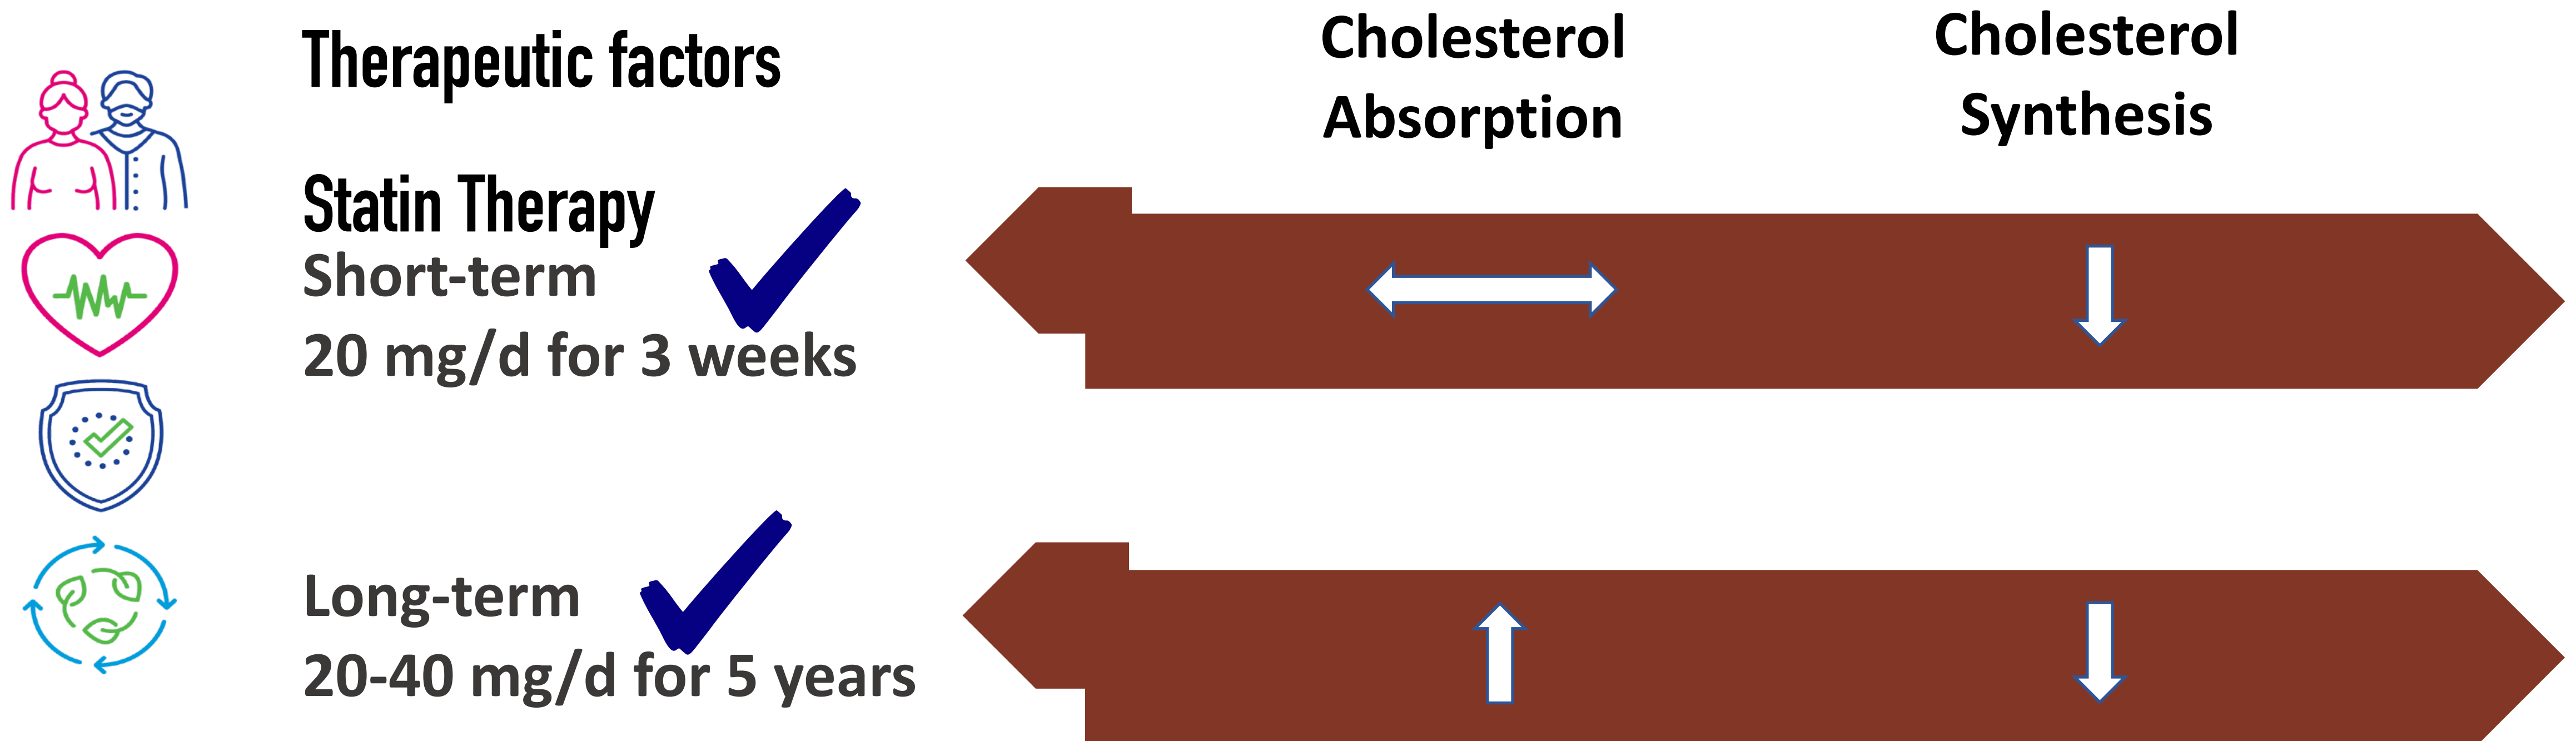 Therapeutic factors
Cholesterol
Absorption
Cholesterol
Synthesis
Statin Therapy
Short-term
20 mg/d for 3 weeks
Long-term
20-40 mg/d for 5 years